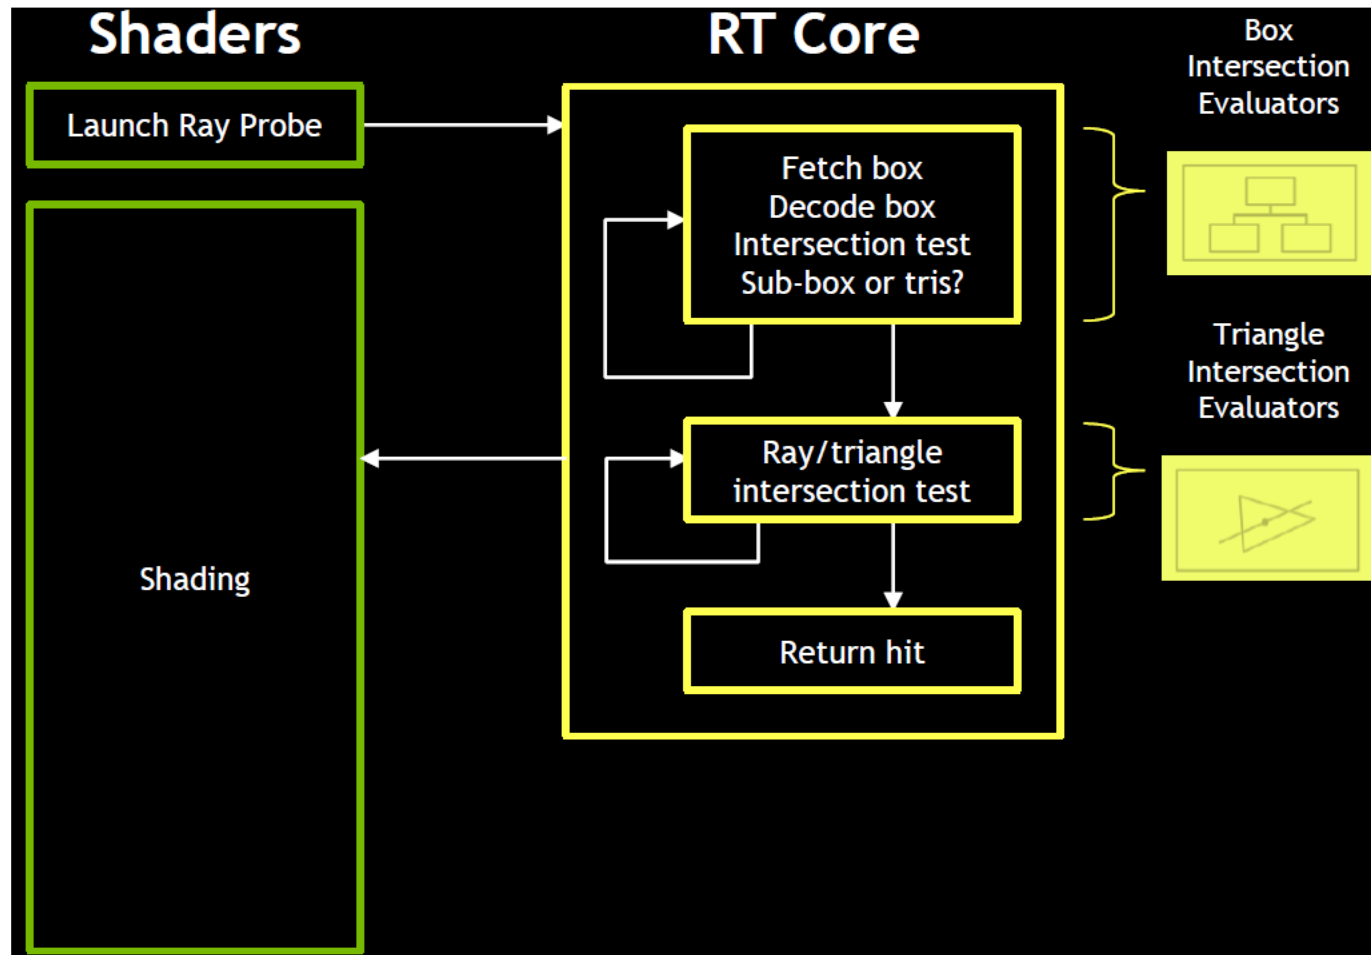 Shaders
RT Core
Box
Intersection
Evaluators
Launch Ray Probe
Fetch box
Decode box
Intersection test
Sub-box or tris?
Triangle
Intersection
Evaluators
Ray/triangle
intersection test
Shading
Return hit